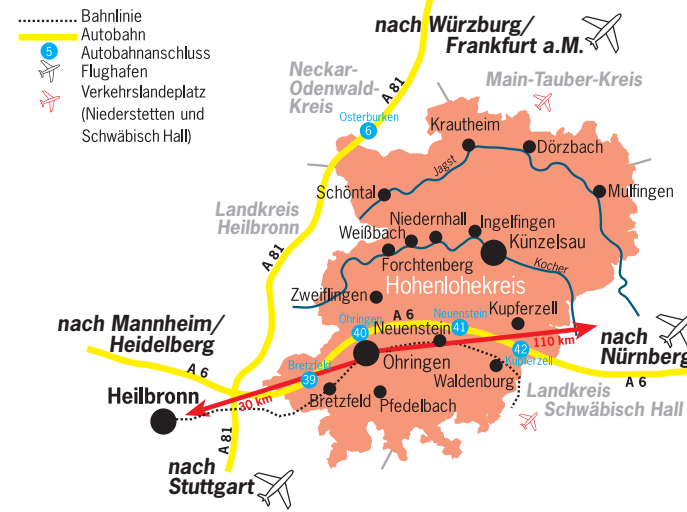 Bahnlinie
Autobahn
5 Autobahnanschluss
Flughafen
Verkehrslandeplatz
(Niederstetten und
Schwäbisch Hall)
nach Würzburg/
Frankfurt a.M.
Neckar-
Odenwald-
Kreis
A 81
Main-Tauber-Kreis
Osterburken
6
Krautheim
Dörzbach
Jagst
Schöntal
Mulfingen
Landkreis
Heilbronn
Niedernhall
Ingelfingen
Weißbach
Künzelsau
Forchtenberg
Kocher
A 81
Hohenlohekreis
Zweiflingen
A 6
Neuenstein
Kupferzell
Öhringen
40
41
Neuenstein
nach Mannheim/
Heidelberg
110 km
nach
Nürnberg
42
Kupferzell
Bretzfeld
39
Öhringen
A 6
Waldenburg
A 6
Heilbronn
30 km
Bretzfeld
Pfedelbach
Landkreis
Schwäbisch Hall
A 81
nach
Stuttgart